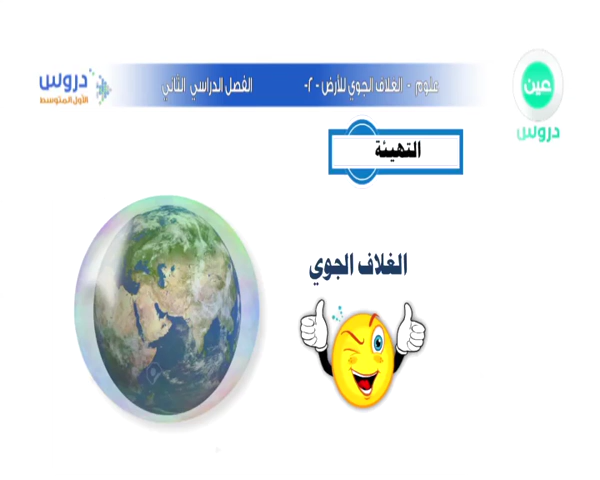 عين
دروس
علوم - الغلاف الجوي للأرض - ٢- الفصل الدراسي الثاني
دروس
الأول المتوسط
التهيئة
الغلاف الجوي